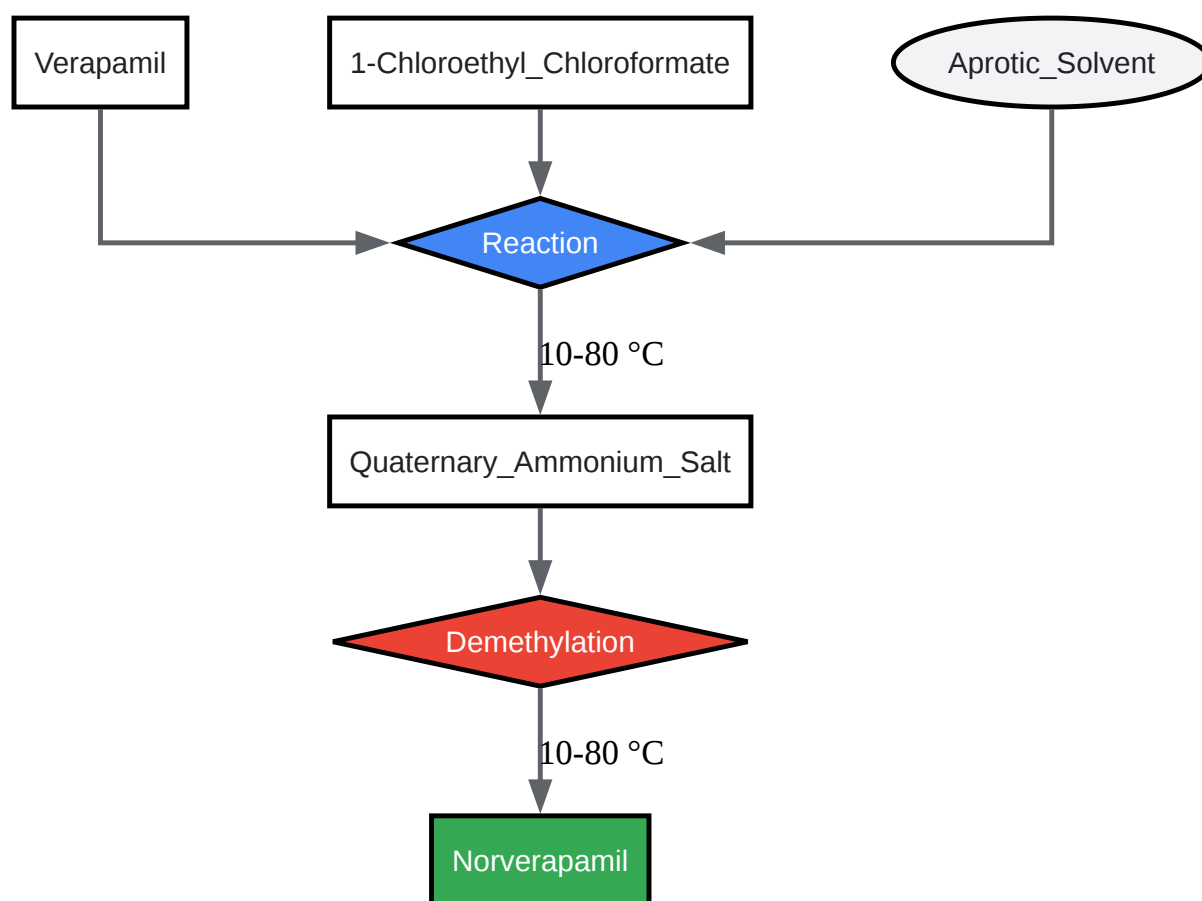 Verapamil
1-Chloroethyl_Chloroformate
Aprotic_Solvent
Reaction
10-80 °C
Quaternary_Ammonium_Salt
Demethylation
10-80 °C
Norverapamil